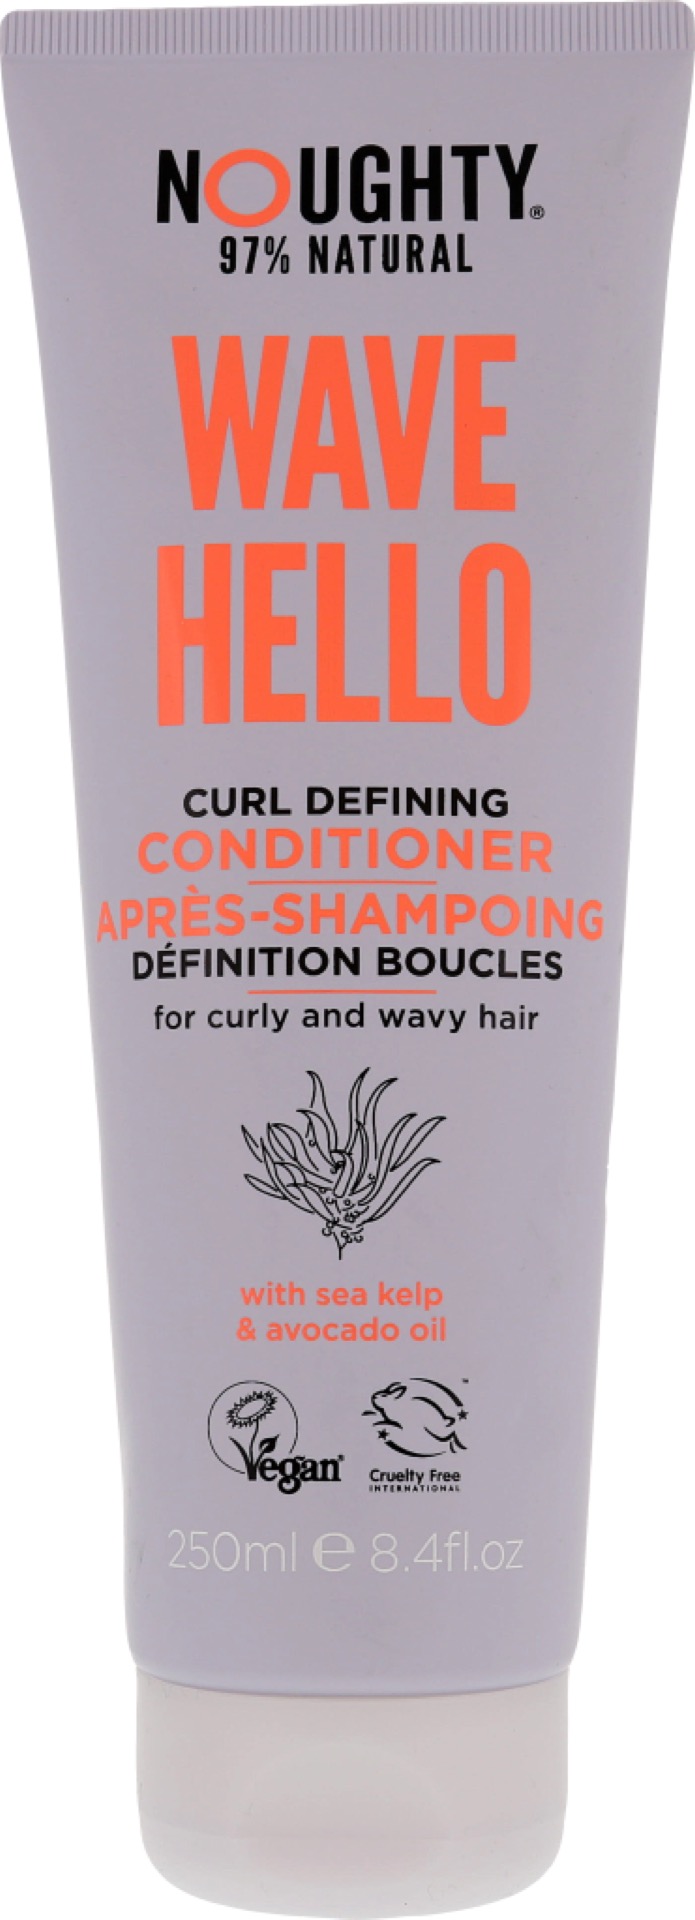 NOUGHTY®
97% NATURAL
WAVE
HELLO
CURL DEFINING
CONDITIONER
APRÈS-SHAMPOING
DÉFINITION BOUCLES
for curly and wavy hair
with sea kelp
& avocado oil
Vegan®
™
Cruelty Free
INTERNATIONAL
250ml ℮ 8.4fl.oz